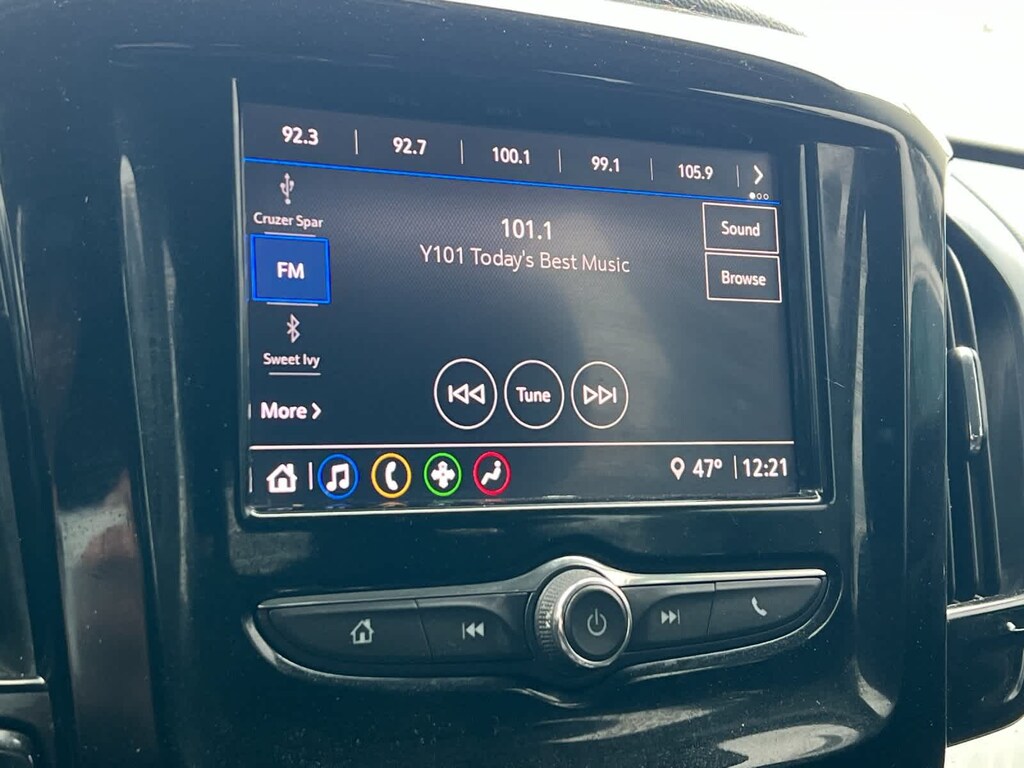 92.3 | 92.7 | 100.1 | 99.1 | 105.9
Cruzer Spar
101.1
Sound
Y101 Today's Best Music
FM
Browse
Sweet Ivy
Tune
More
47° 12:21